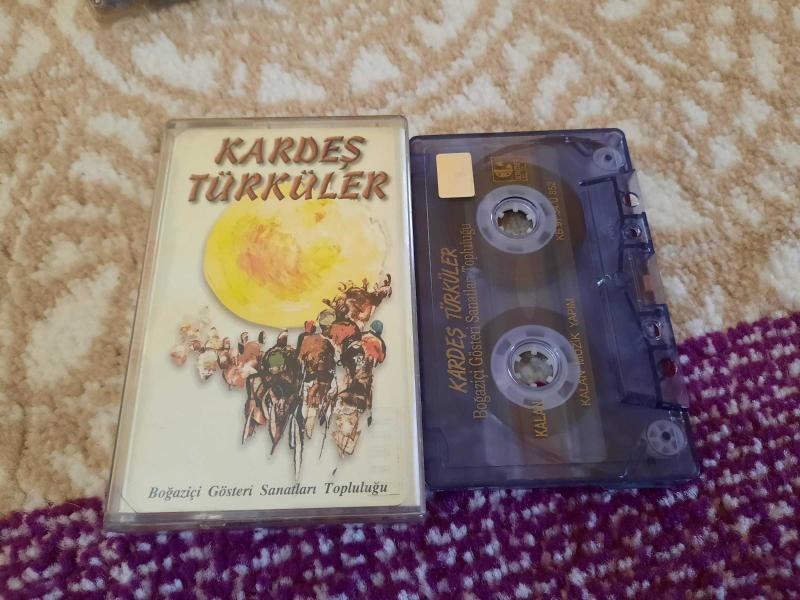 KARDEŞ
TÜRKÜLER
Boğaziçi Gösteri Sanatları Topluluğu
KARDEŞ TÜRKÜLER
Boğaziçi Gösteri Sanatları Topluluğu
KALAN
KALAN MÜZİK YAPIM